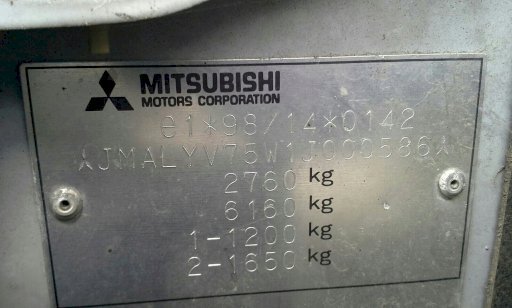 MITSUBISHI
MOTORS CORPORATION
e1*98/14*0142
*JMALYV75W1J000586*
2760 kg
6160 kg
1-1200 kg
2-1650 kg